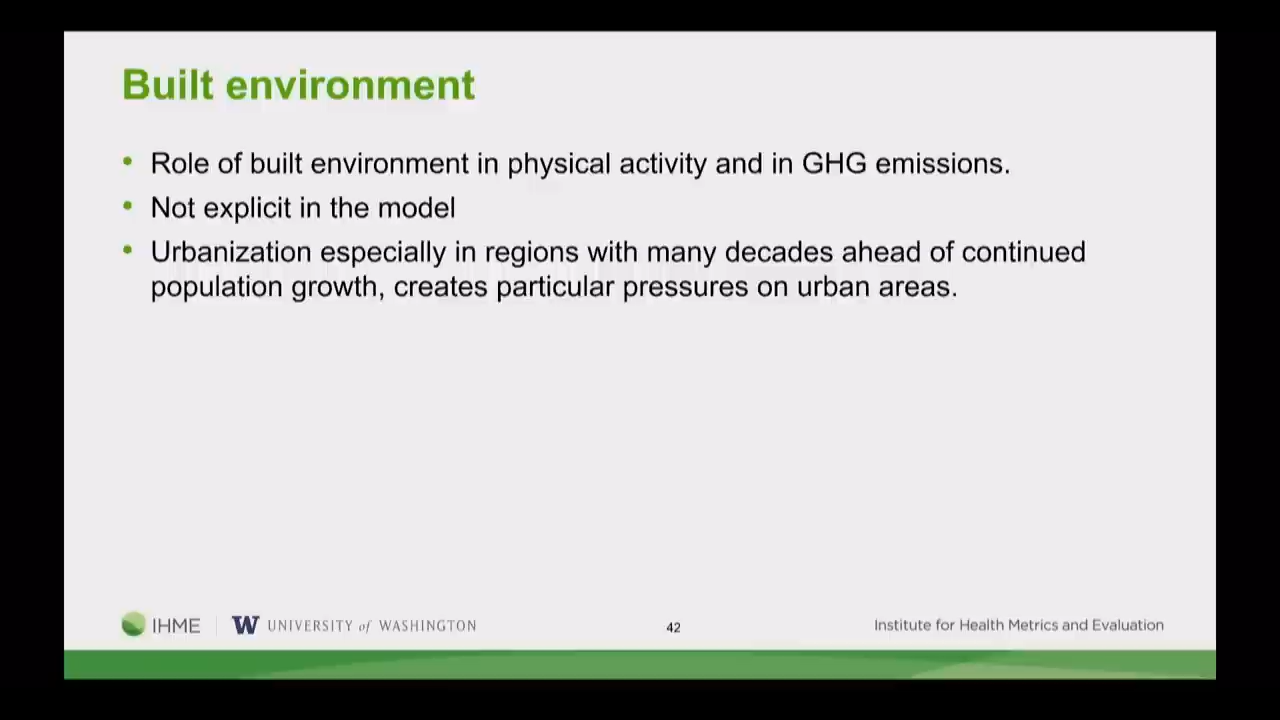 Built environment
• Role of built environment in physical activity and in GHG emissions.
• Not explicit in the model
• Urbanization especially in regions with many decades ahead of continued
population growth, creates particular pressures on urban areas.
IHME
W UNIVERSITY of WASHINGTON
42
Institute for Health Metrics and Evaluation